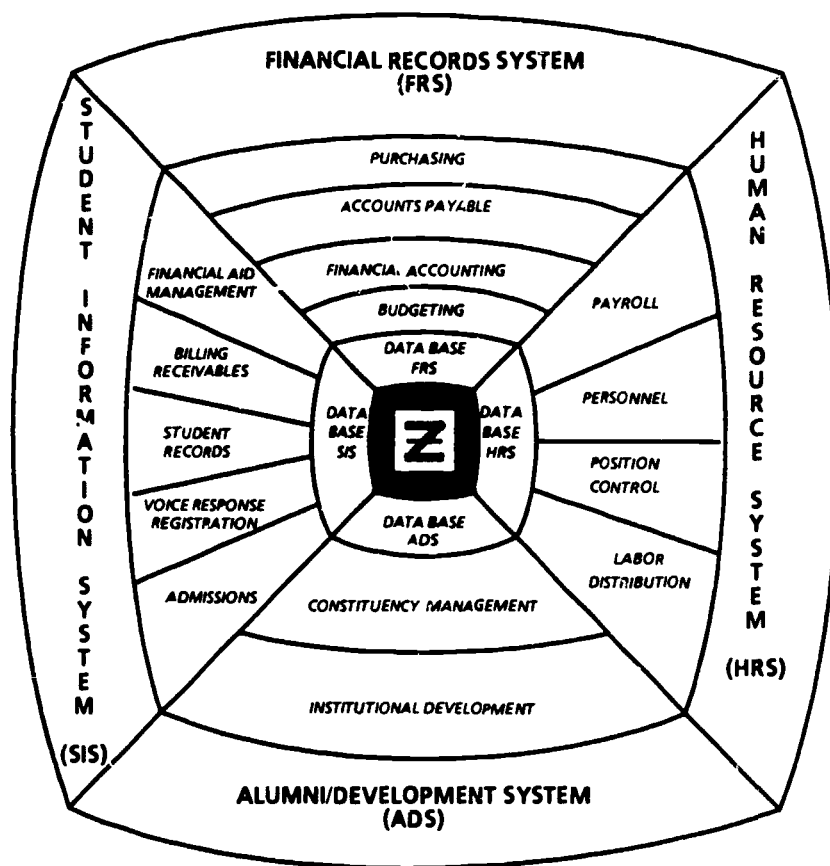 FINANCIAL RECORDS SYSTEM
(FRS)
PURCHASING
ACCOUNTS PAYABLE
FINANCIAL ACCOUNTING
BUDGETING
DATA BASE
FRS
STUDENT INFORMATION SYSTEM
(SIS)
FINANCIAL AID
MANAGEMENT
BILLING
RECEIVABLES
STUDENT
RECORDS
VOICE RESPONSE
REGISTRATION
ADMISSIONS
DATA
BASE
SIS
Z
DATA
BASE
HRS
PAYROLL
PERSONNEL
POSITION
CONTROL
LABOR
DISTRIBUTION
HUMAN RESOURCE SYSTEM
(HRS)
DATA BASE
ADS
CONSTITUENCY MANAGEMENT
INSTITUTIONAL DEVELOPMENT
ALUMNI/DEVELOPMENT SYSTEM
(ADS)